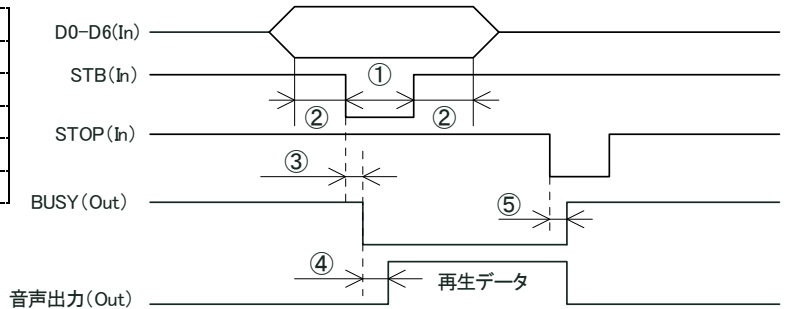 D0-D6(In)
STB(In)
①
②
②
STOP(In)
③
BUSY(Out)
⑤
④
再生データ
音声出力(Out)